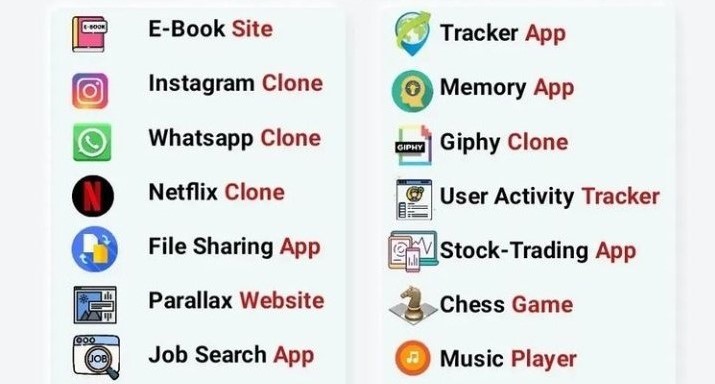 E-Book Site
Instagram Clone
Whatsapp Clone
Netflix Clone
File Sharing App
Parallax Website
Job Search App
Tracker App
Memory App
Giphy Clone
User Activity Tracker
Stock-Trading App
Chess Game
Music Player
E-BOOK
N
JOB
GIPHY